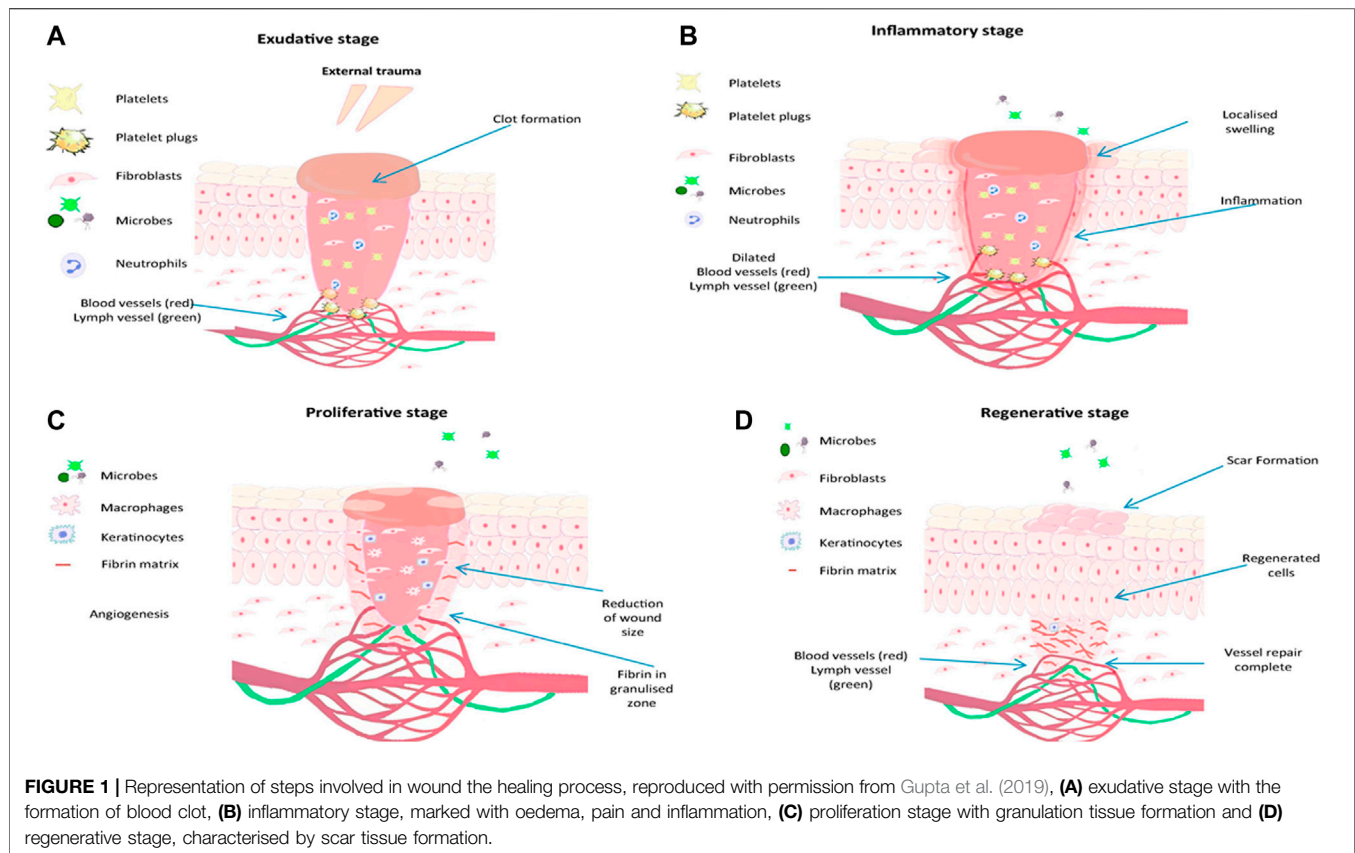 A
Exudative stage
External trauma
Platelets
Platelet plugs
Fibroblasts
Microbes
Neutrophils
Blood vessels (red)
Lymph vessel (green)
Clot formation
B
Inflammatory stage
Platelets
Platelet plugs
Fibroblasts
Microbes
Neutrophils
Dilated
Blood vessels (red)
Lymph vessel (green)
Localised
swelling
Inflammation
C
Proliferative stage
Microbes
Macrophages
Keratinocytes
Fibrin matrix
Angiogenesis
Reduction
of wound
size
Fibrin in
granulised
zone
D
Regenerative stage
Microbes
Fibroblasts
Macrophages
Keratinocytes
Fibrin matrix
Blood vessels (red)
Lymph vessel
(green)
Scar Formation
Regenerated
cells
Vessel repair
complete
FIGURE 1 | Representation of steps involved in wound the healing process, reproduced with permission from Gupta et al. (2019), (A) exudative stage with the
formation of blood clot, (B) inflammatory stage, marked with oedema, pain and inflammation, (C) proliferation stage with granulation tissue formation and (D)
regenerative stage, characterised by scar tissue formation.